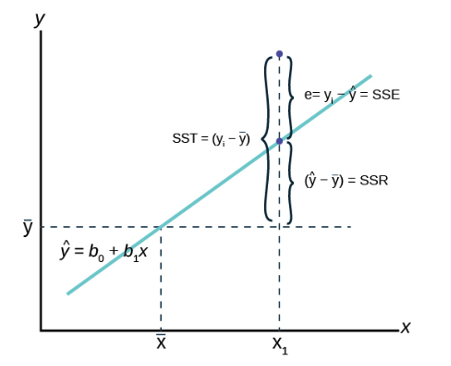 y
e= yᵢ − ŷ = SSE
SST = (yᵢ − ȳ)
(ŷ − ȳ) = SSR
ȳ
ŷ = b₀ + b₁x
x
x̄
x₁